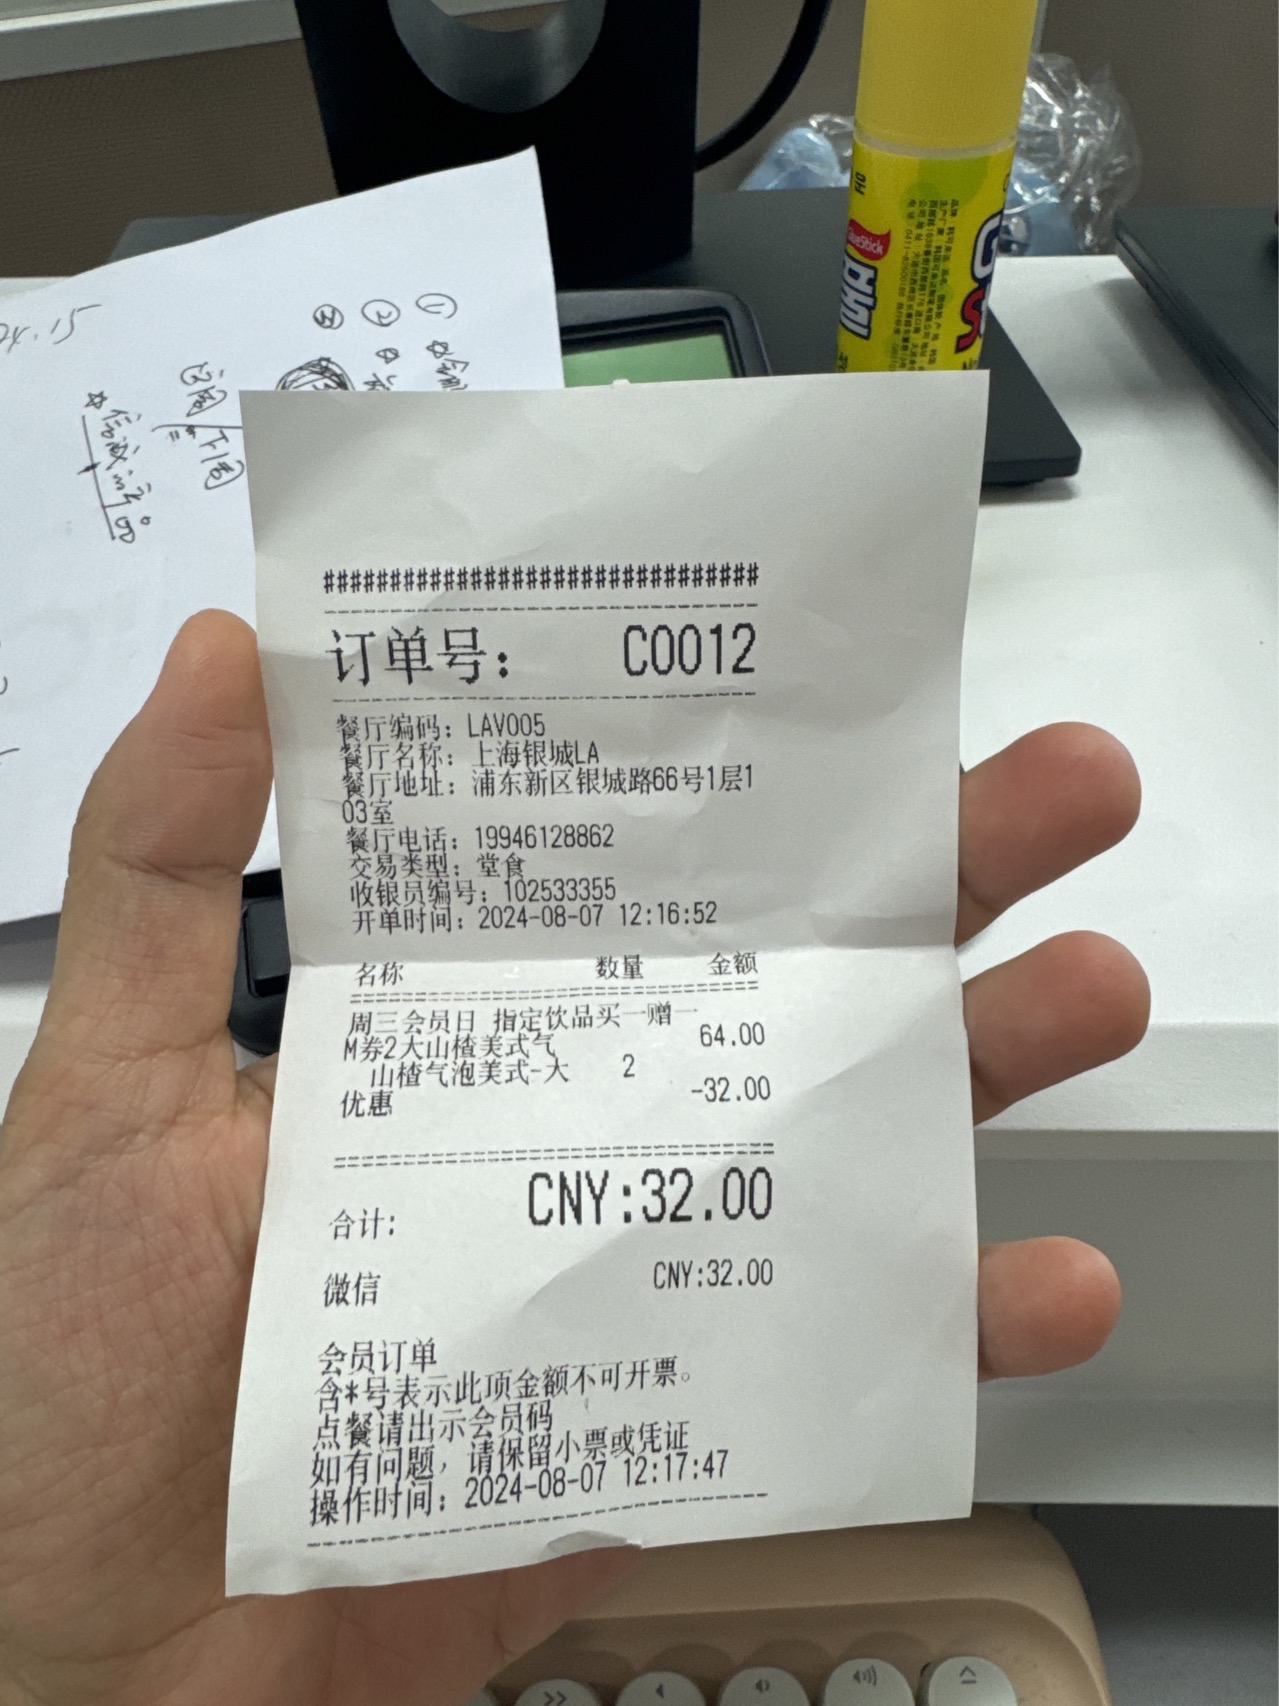 ①
②
③
这周
下周
GlueStick
##################################
订单号： C0012
餐厅编码：LAV005
餐厅名称：上海银城LA
餐厅地址：浦东新区银城路66号1层1
03室
餐厅电话：19946128862
交易类型：堂食
收银员编号：102533355
开单时间：2024-08-07 12:16:52
名称 数量 金额
周三会员日 指定饮品买一赠一
M券2大山楂美式气 64.00
山楂气泡美式-大 2
优惠 -32.00
合计： CNY:32.00
微信 CNY:32.00
会员订单
含*号表示此项金额不可开票。
点餐请出示会员码
如有问题，请保留小票或凭证
操作时间：2024-08-07 12:17:47